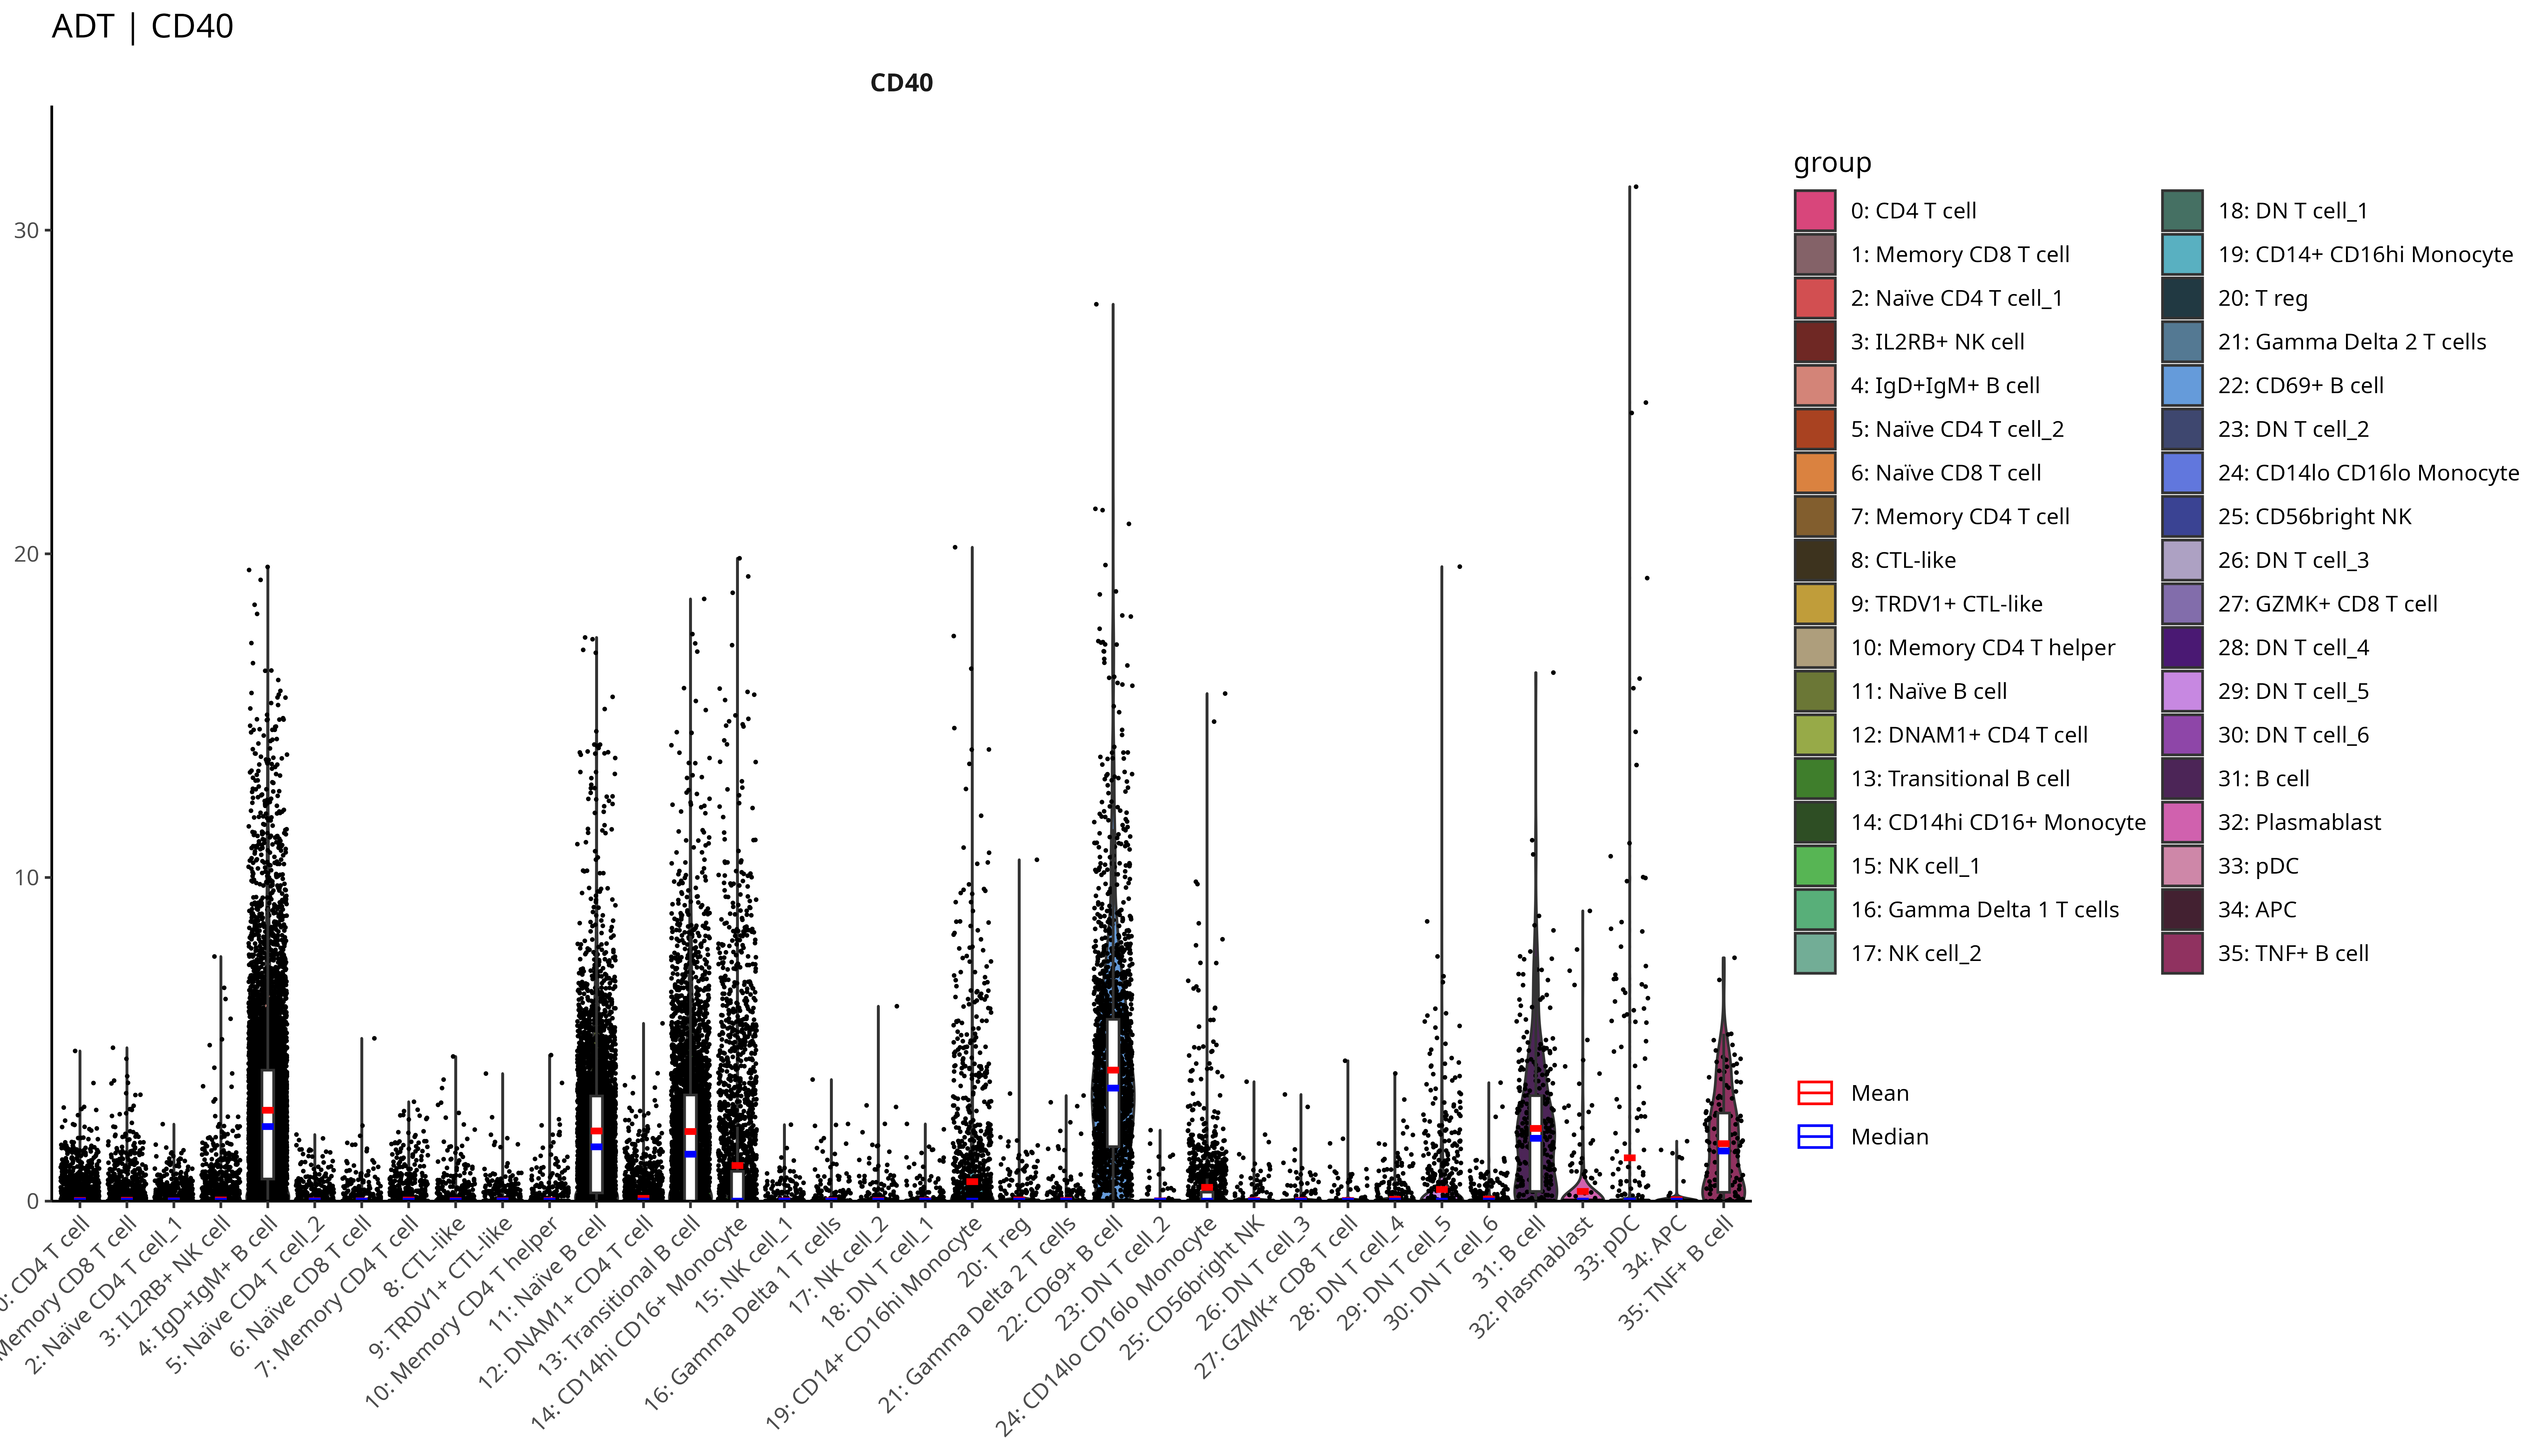 ADT | CD40
CD40
30
20
10
0
0: CD4 T cell
Memory CD8 T cell
2: Naïve CD4 T cell_1
3: IL2RB+ NK cell
4: IgD+IgM+ B cell
5: Naïve CD4 T cell_2
6: Naïve CD8 T cell
7: Memory CD4 T cell
8: CTL-like
9: TRDV1+ CTL-like
10: Memory CD4 T helper
11: Naïve B cell
12: DNAM1+ CD4 T cell
13: Transitional B cell
14: CD14hi CD16+ Monocyte
15: NK cell_1
16: Gamma Delta 1 T cells
17: NK cell_2
18: DN T cell_1
19: CD14+ CD16hi Monocyte
20: T reg
21: Gamma Delta 2 T cells
22: CD69+ B cell
23: DN T cell_2
24: CD14lo CD16lo Monocyte
25: CD56bright NK
26: DN T cell_3
27: GZMK+ CD8 T cell
28: DN T cell_4
29: DN T cell_5
30: DN T cell_6
31: B cell
32: Plasmablast
33: pDC
34: APC
35: TNF+ B cell
group
0: CD4 T cell
1: Memory CD8 T cell
2: Naïve CD4 T cell_1
3: IL2RB+ NK cell
4: IgD+IgM+ B cell
5: Naïve CD4 T cell_2
6: Naïve CD8 T cell
7: Memory CD4 T cell
8: CTL-like
9: TRDV1+ CTL-like
10: Memory CD4 T helper
11: Naïve B cell
12: DNAM1+ CD4 T cell
13: Transitional B cell
14: CD14hi CD16+ Monocyte
15: NK cell_1
16: Gamma Delta 1 T cells
17: NK cell_2
18: DN T cell_1
19: CD14+ CD16hi Monocyte
20: T reg
21: Gamma Delta 2 T cells
22: CD69+ B cell
23: DN T cell_2
24: CD14lo CD16lo Monocyte
25: CD56bright NK
26: DN T cell_3
27: GZMK+ CD8 T cell
28: DN T cell_4
29: DN T cell_5
30: DN T cell_6
31: B cell
32: Plasmablast
33: pDC
34: APC
35: TNF+ B cell
Mean
Median